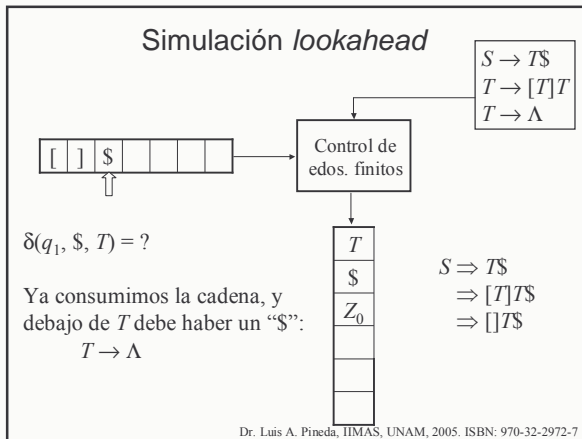 Simulación lookahead
S → T$
T → [T]T
T → Λ
[ ] $
Control de
edos. finitos
δ(q₁, $, T) = ?
Ya consumimos la cadena, y
debajo de T debe haber un “$”:
T → Λ
T
$
Z₀
S ⇒ T$
⇒ [T]T$
⇒ []T$
Dr. Luis A. Pineda, IIMAS, UNAM, 2005. ISBN: 970-32-2972-7